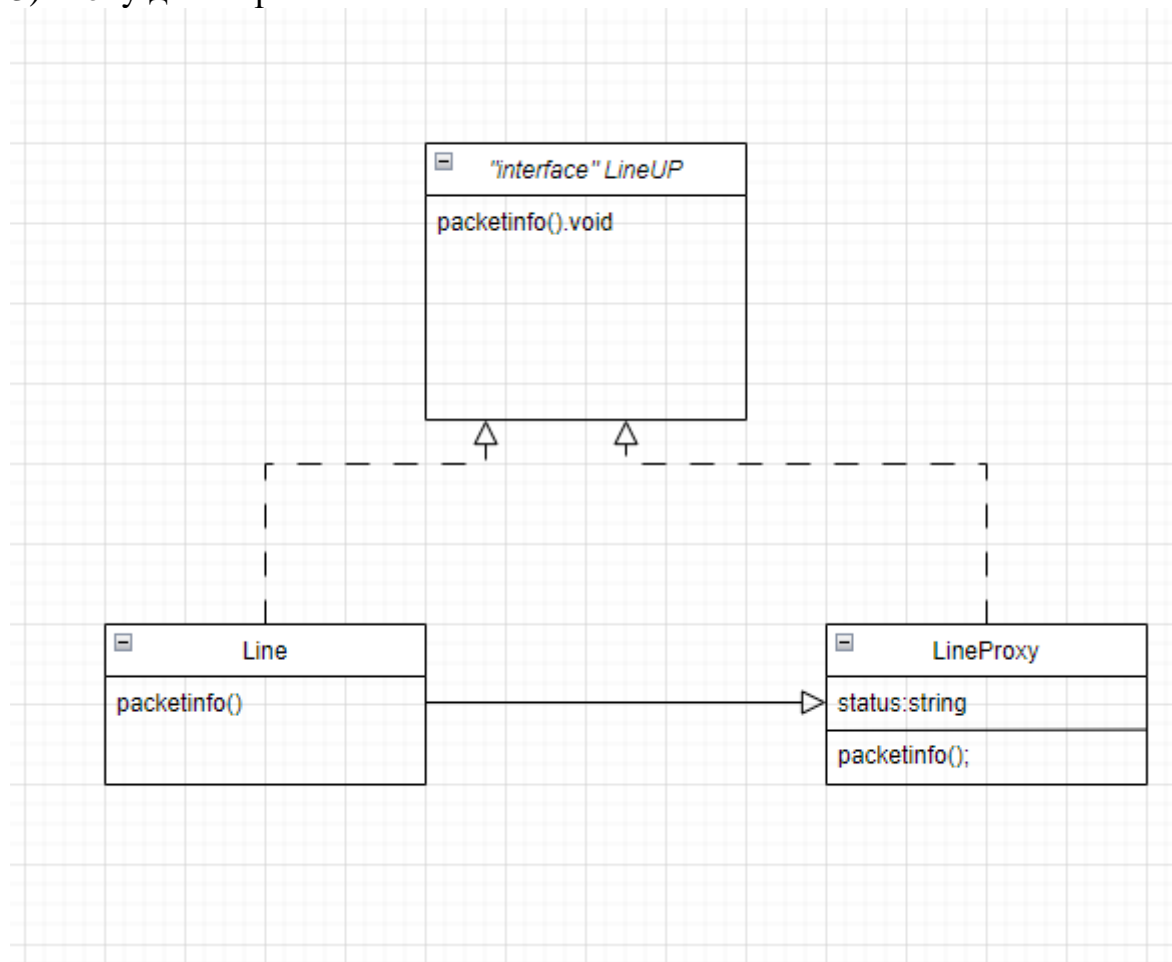 "interface" LineUP
packetinfo().void
Line
packetinfo()
LineProxy
status:string
packetinfo();